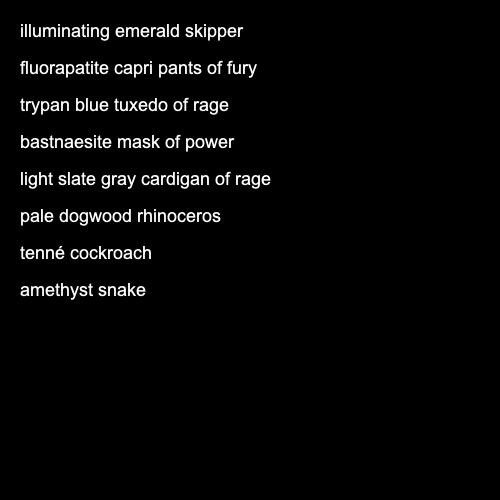 illuminating emerald skipper
fluorapatite capri pants of fury
trypan blue tuxedo of rage
bastnaesite mask of power
light slate gray cardigan of rage
pale dogwood rhinoceros
tenné cockroach
amethyst snake